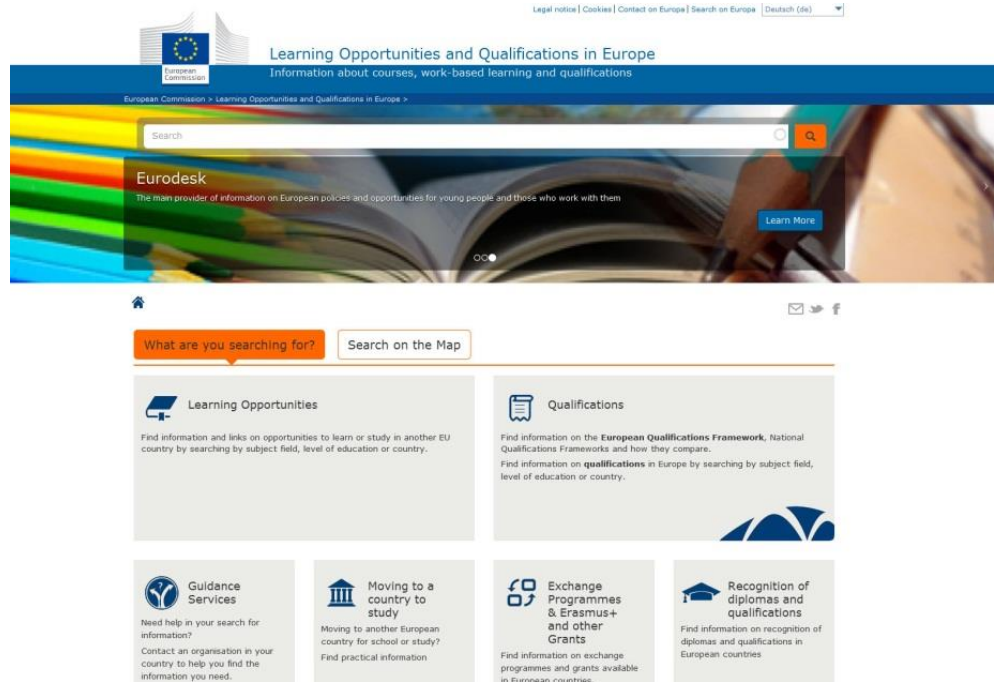 Legal notice | Cookies | Contact on Europa | Search on Europa Deutsch (de)
European
Commission
Learning Opportunities and Qualifications in Europe
Information about courses, work-based learning and qualifications
European Commission > Learning Opportunities and Qualifications in Europe >
Search
Eurodesk
The main provider of information on European policies and opportunities for young people and those who work with them
Learn More
What are you searching for?
Search on the Map
Learning Opportunities
Find information and links on opportunities to learn or study in another EU
country by searching by subject field, level of education or country.
Qualifications
Find information on the European Qualifications Framework, National
Qualifications Frameworks and how they compare.
Find information on qualifications in Europe by searching by subject field,
level of education or country.
Guidance
Services
Need help in your search for
information?
Contact an organisation in your
country to help you find the
information you need.
Moving to a
country to
study
Moving to another European
country for school or study?
Find practical information
Exchange
Programmes
& Erasmus+
and other
Grants
Find information on exchange
programmes and grants available
in European countries
Recognition of
diplomas and
qualifications
Find information on recognition of
diplomas and qualifications in
European countries